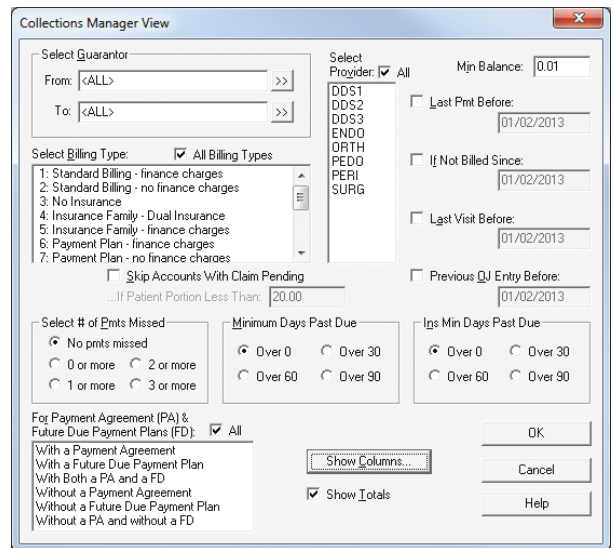 Collections Manager View
Select Guarantor
From: <ALL> >>
To: <ALL> >>
Select
Provider: All
DDS1
DDS2
DDS3
ENDO
ORTH
PEDO
PERI
SURG
Min Balance: 0.01
Last Pmt Before:
01/02/2013
If Not Billed Since:
01/02/2013
Last Visit Before:
01/02/2013
Previous OJ Entry Before:
01/02/2013
Select Billing Type: All Billing Types
1: Standard Billing - finance charges
2: Standard Billing - no finance charges
3: No Insurance
4: Insurance Family - Dual Insurance
5: Insurance Family - finance charges
6: Payment Plan - finance charges
7: Payment Plan - no finance charges
Skip Accounts With Claim Pending
...If Patient Portion Less Than: 20.00
Select # of Pmts Missed
No pmts missed
0 or more 2 or more
1 or more 3 or more
Minimum Days Past Due
Over 0 Over 30
Over 60 Over 90
Ins Min Days Past Due
Over 0 Over 30
Over 60 Over 90
For Payment Agreement (PA) &
Future Due Payment Plans (FD): All
With a Payment Agreement
With a Future Due Payment Plan
With Both a PA and a FD
Without a Payment Agreement
Without a Future Due Payment Plan
Without a PA and without a FD
Show Columns...
Show Totals
OK
Cancel
Help